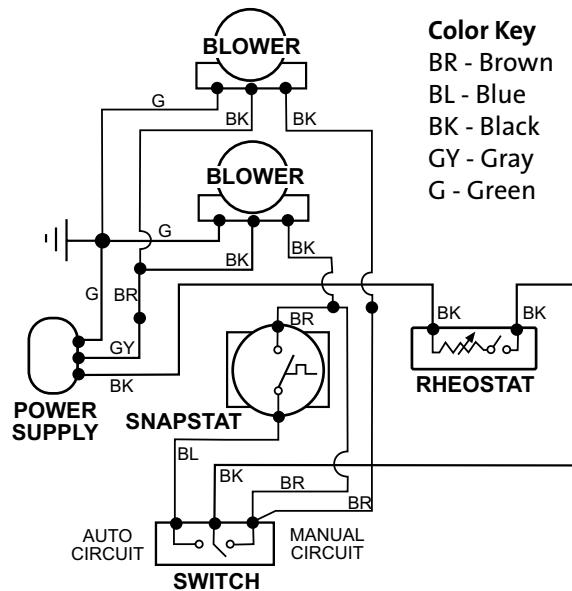 BLOWER
Color Key
BR - Brown
BL - Blue
BK - Black
GY - Gray
G - Green
G
BK
BK
BLOWER
G
BK
BK
G
BR
BK
BK
GY
BR
BK
RHEOSTAT
POWER
SUPPLY
SNAPSTAT
BL
BK
BR
BR
AUTO
CIRCUIT
MANUAL
CIRCUIT
SWITCH